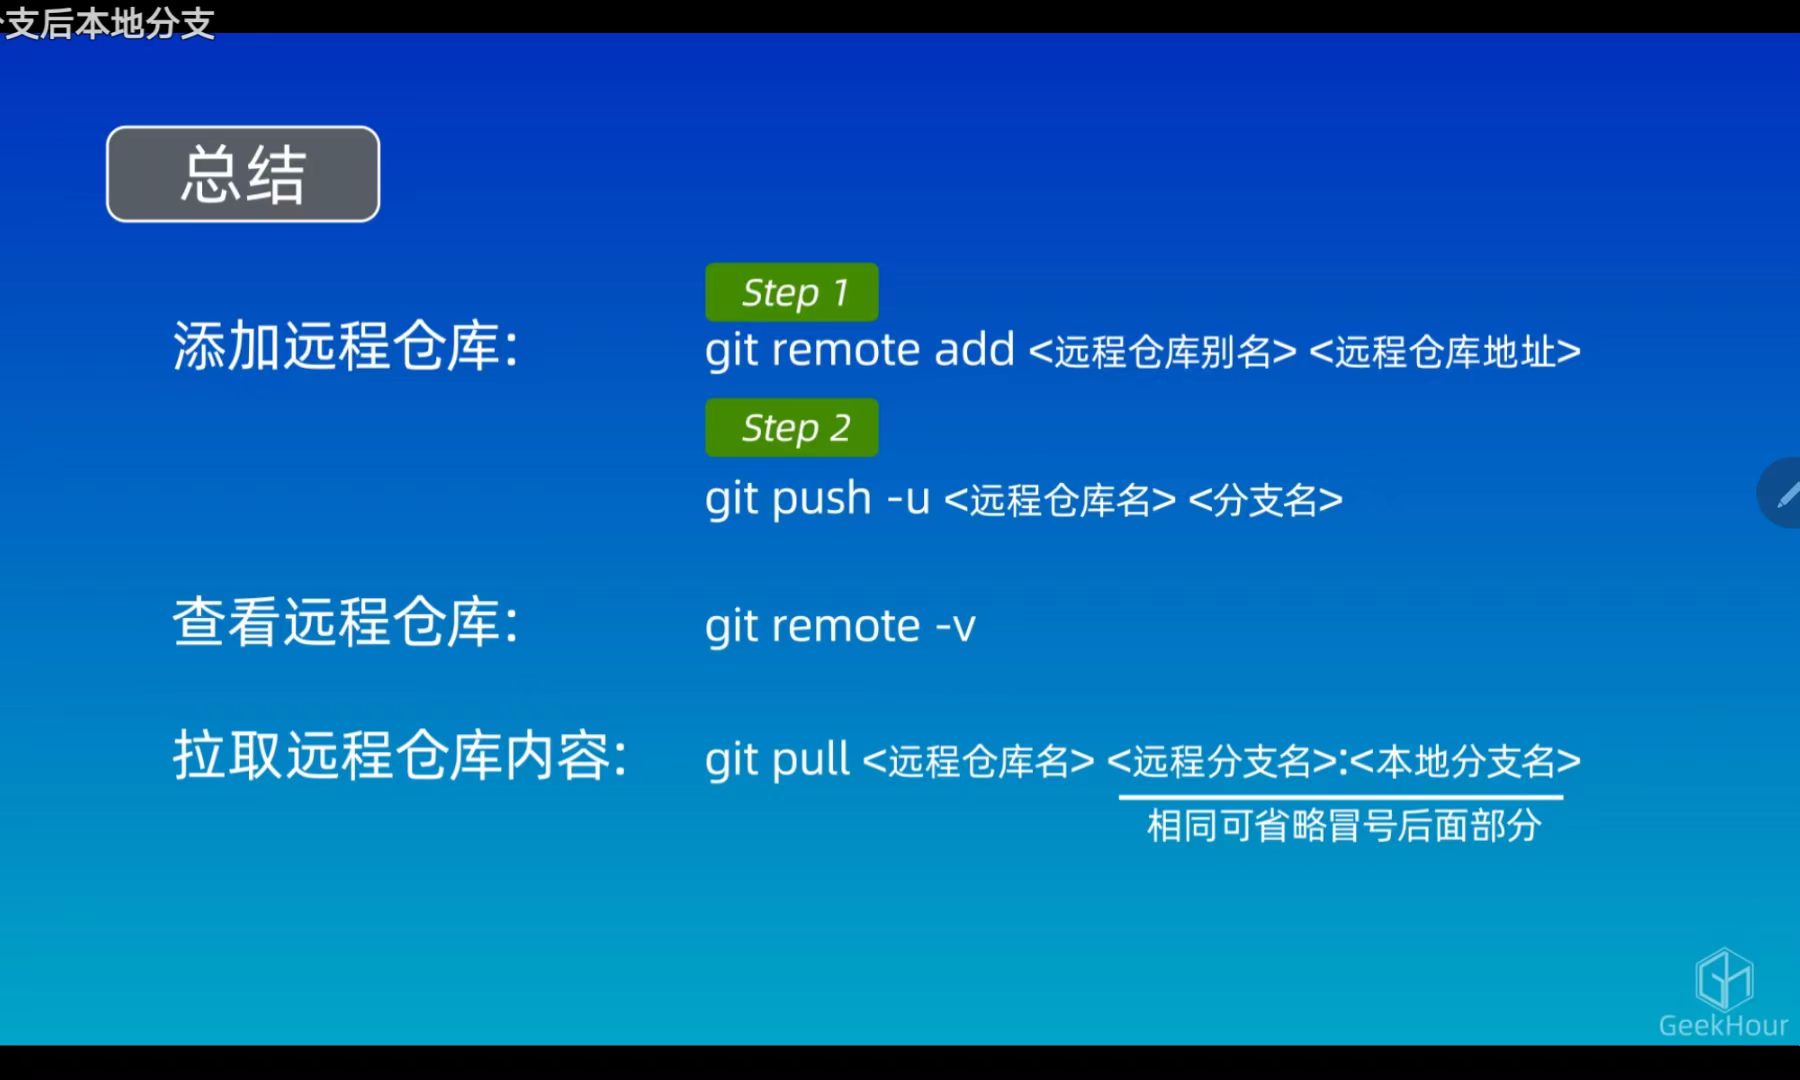 支后本地分支
总结
Step 1
添加远程仓库:
git remote add <远程仓库别名> <远程仓库地址>
Step 2
git push -u <远程仓库名> <分支名>
查看远程仓库:
git remote -v
拉取远程仓库内容:
git pull <远程仓库名> <远程分支名>:<本地分支名>
相同可省略冒号后面部分
GeekHour